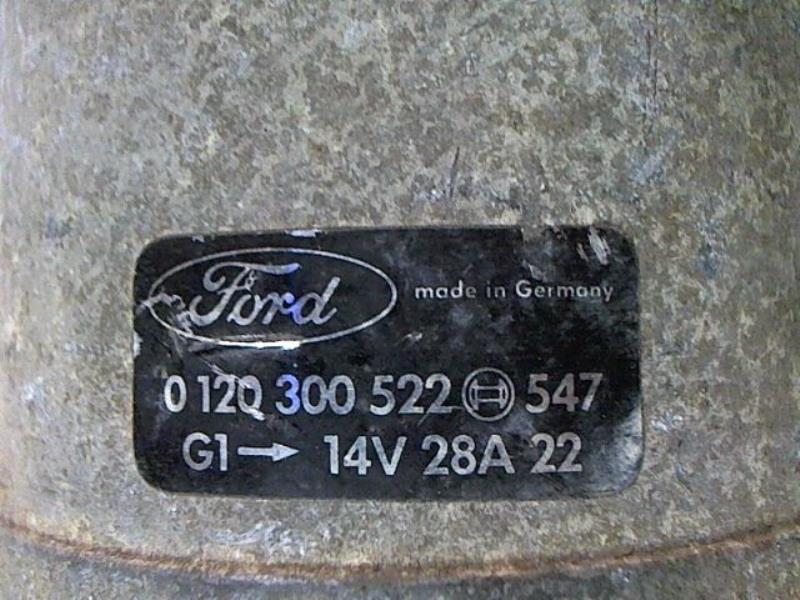 Ford made in Germany
0 120 300 522 547
G1→ 14V 28A 22